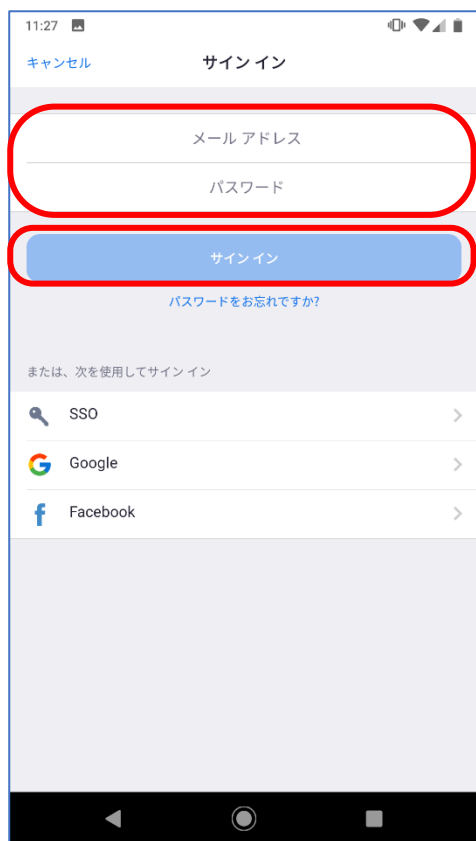 11:27
キャンセル サイン イン
メール アドレス
パスワード
サイン イン
パスワードをお忘れですか?
または、次を使用してサイン イン
SSO
Google
Facebook